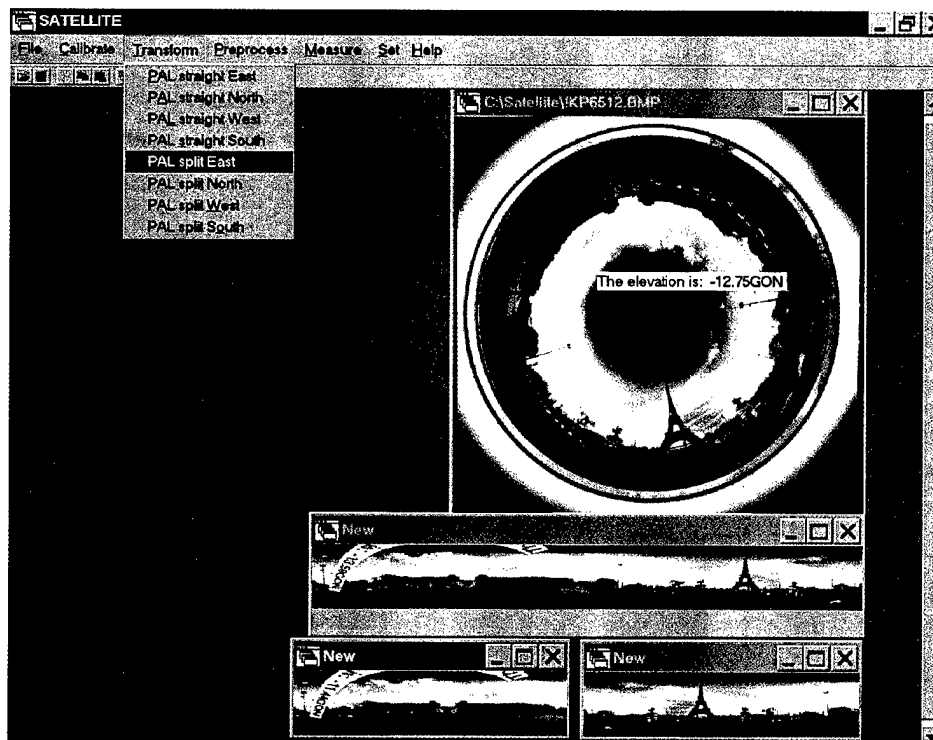 SATELLITE
File Calibrate Transform Preprocess Measure Set Help
PAL straight East
PAL straight North
PAL straight West
PAL straight South
PAL split East
PAL split North
PAL split West
PAL split South
C:\Satellite\!KP6512.BMP
The elevation is: -12.75GON
New
New
New